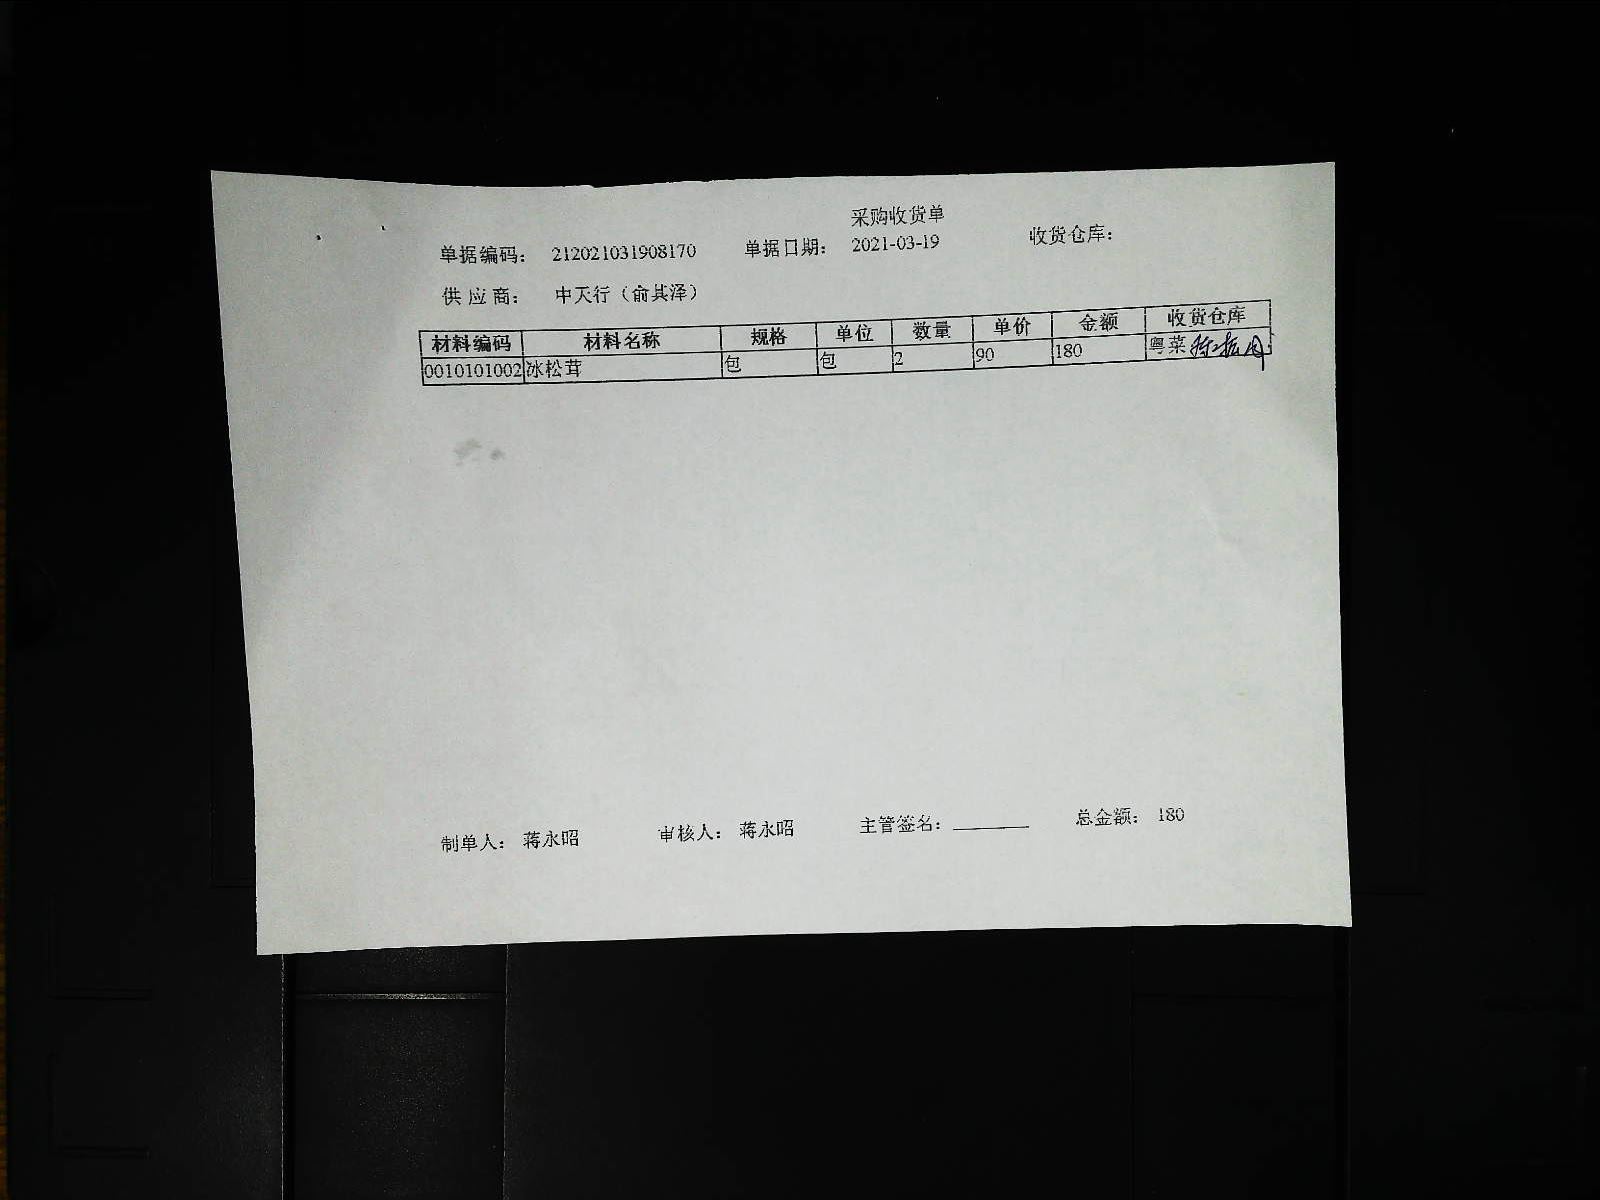 采购收货单
单据编码： 212021031908170 单据日期： 2021-03-19 收货仓库：
供应商： 中天行（俞其泽）
材料编码 材料名称 规格 单位 数量 单价 金额 收货仓库
0010101002 冰松茸 包 包 2 90 180 粤菜
制单人： 蒋永昭 审核人： 蒋永昭 主管签名： 总金额： 180